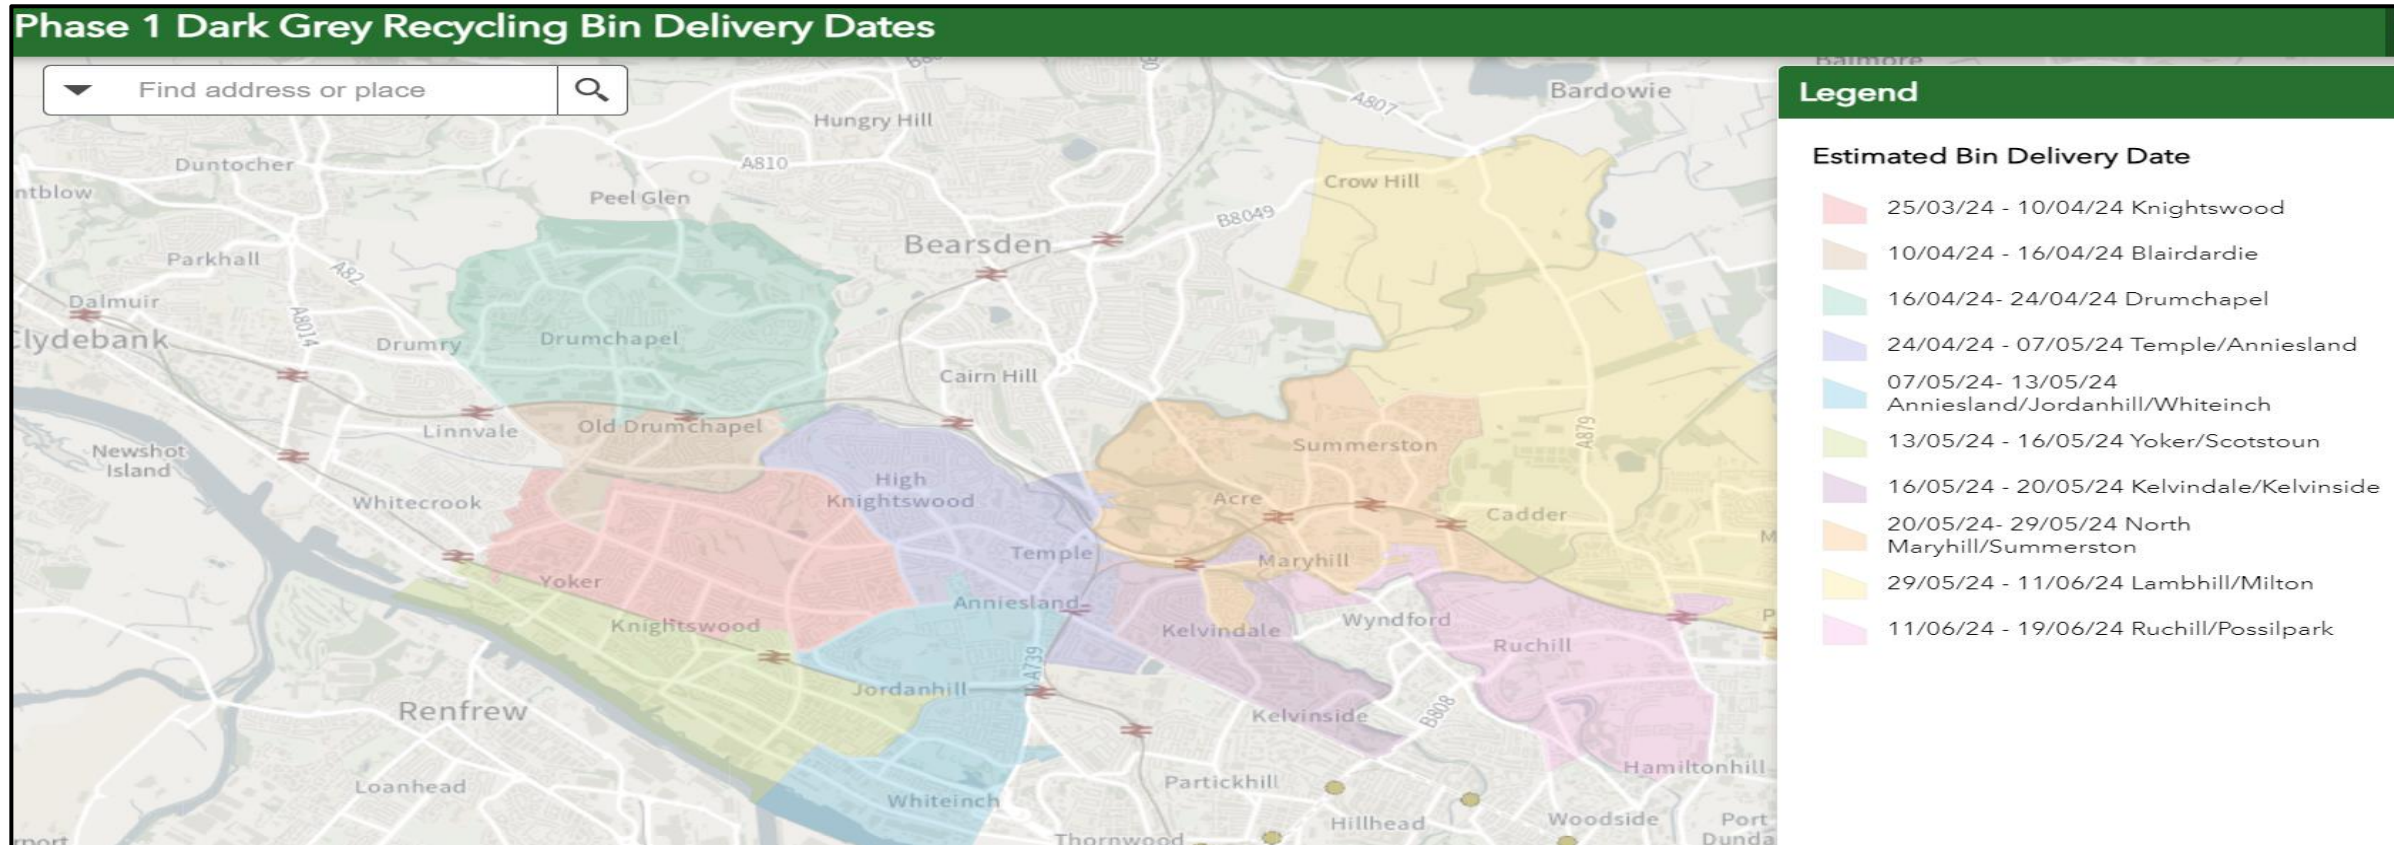 Phase 1 Dark Grey Recycling Bin Delivery Dates
Find address or place
Balmore
Legend
Estimated Bin Delivery Date
25/03/24 - 10/04/24 Knightswood
10/04/24 - 16/04/24 Blairdardie
16/04/24- 24/04/24 Drumchapel
24/04/24 - 07/05/24 Temple/Anniesland
07/05/24- 13/05/24
Anniesland/Jordanhill/Whiteinch
13/05/24 - 16/05/24 Yoker/Scotstoun
16/05/24 - 20/05/24 Kelvindale/Kelvinside
20/05/24- 29/05/24 North
Maryhill/Summerston
29/05/24 - 11/06/24 Lambhill/Milton
11/06/24 - 19/06/24 Ruchill/Possilpark
Bardowie
A807
Hungry Hill
Duntocher
A810
ntblow
Peel Glen
Crow Hill
B8049
Bearsden
Parkhall
A82
Dalmuir
A8014
Clydebank
Drumry
Drumchapel
Cairn Hill
Linnvale
Old Drumchapel
Summerston
A879
Newshot
Island
High
Knightswood
Whitecrook
Acre
Cadder
Temple
Maryhill
Yoker
Anniesland
Knightswood
Kelvindale
Wyndford
Ruchill
A739
Jordanhill
Renfrew
Kelvinside
B808
Hamiltonhill
Loanhead
Partickhill
Whiteinch
Hillhead
Woodside
Port
Dunda
Thornwood